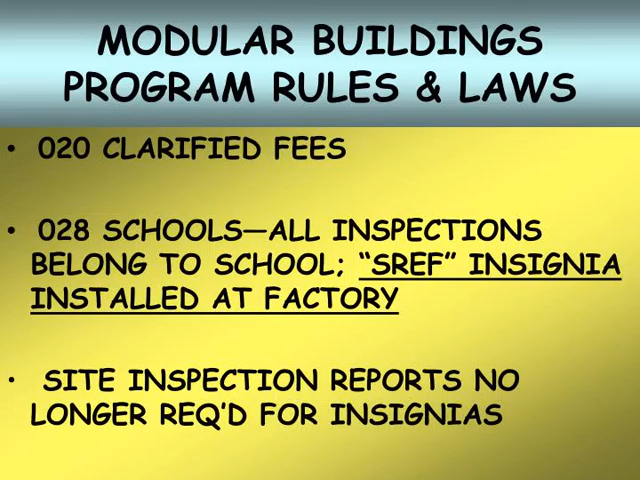 MODULAR BUILDINGS
PROGRAM RULES & LAWS
• 020 CLARIFIED FEES
• 028 SCHOOLS—ALL INSPECTIONS
BELONG TO SCHOOL; “SREF” INSIGNIA
INSTALLED AT FACTORY
• SITE INSPECTION REPORTS NO
LONGER REQ’D FOR INSIGNIAS